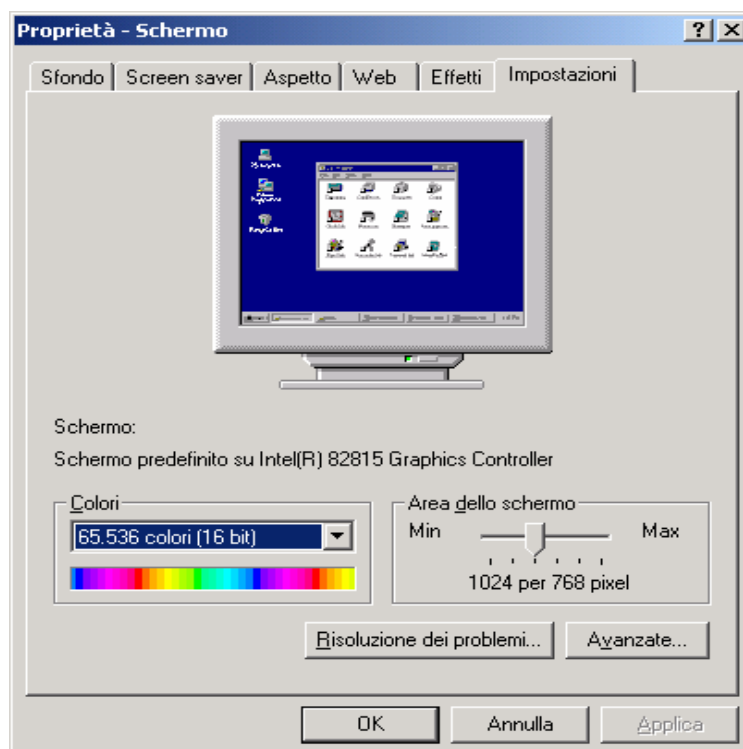 Proprietà - Schermo
Sfondo Screen saver Aspetto Web Effetti Impostazioni
Schermo:
Schermo predefinito su Intel(R) 82815 Graphics Controller
Colori
65.536 colori (16 bit)
Area dello schermo
Min Max
1024 per 768 pixel
Risoluzione dei problemi... Avanzate...
OK Annulla Applica